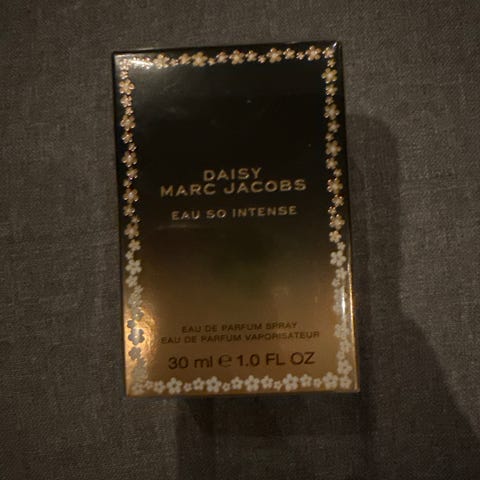 DAISY
MARC JACOBS
EAU SO INTENSE
EAU DE PARFUM SPRAY
EAU DE PARFUM VAPORISATEUR
30 ml ℮ 1.0 FL OZ